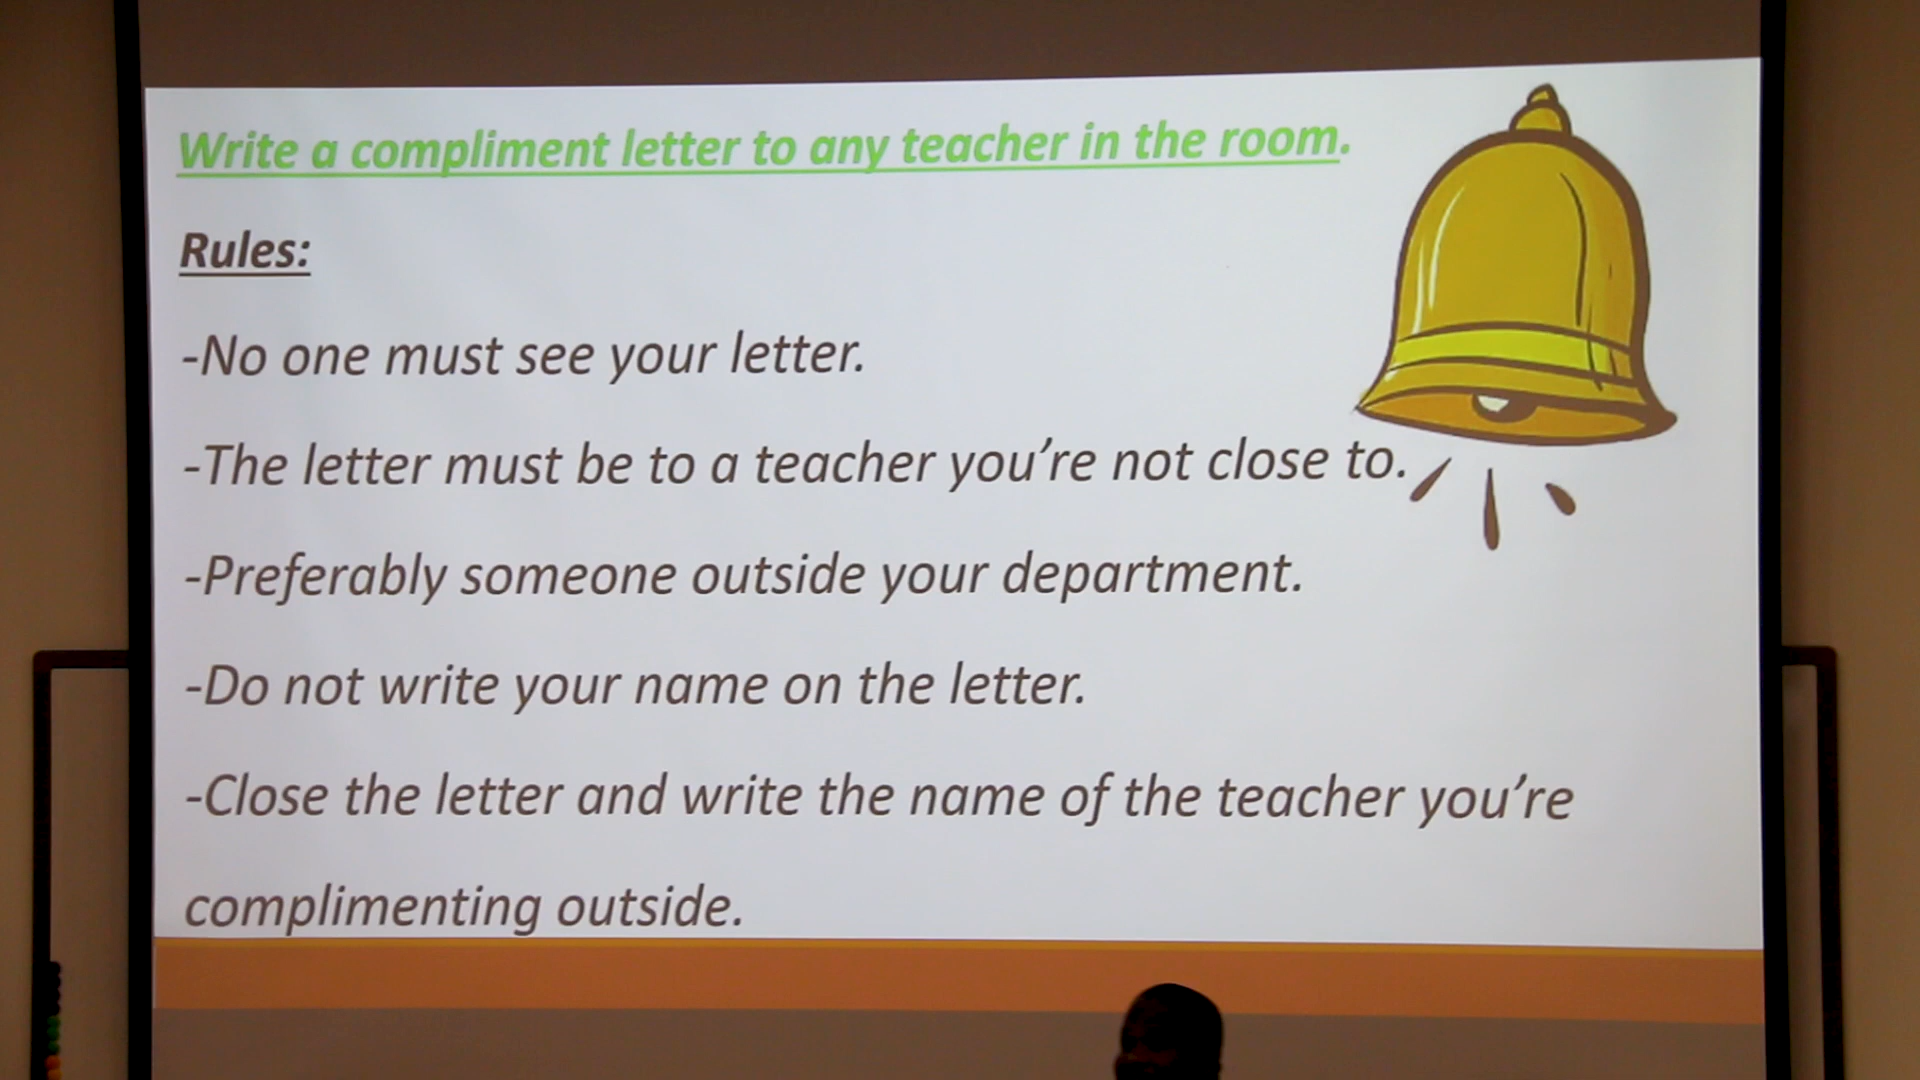 Write a compliment letter to any teacher in the room.
Rules:
-No one must see your letter.
-The letter must be to a teacher you’re not close to.
-Preferably someone outside your department.
-Do not write your name on the letter.
-Close the letter and write the name of the teacher you’re
complimenting outside.